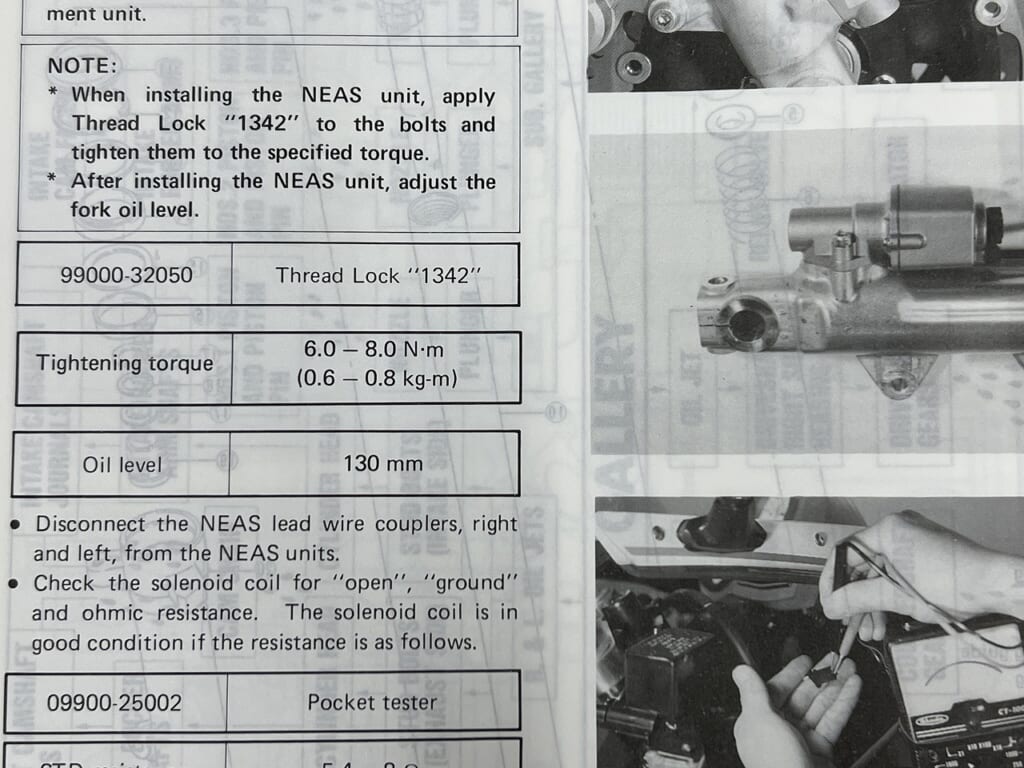 ment unit.
NOTE:
* When installing the NEAS unit, apply
Thread Lock "1342" to the bolts and
tighten them to the specified torque.
* After installing the NEAS unit, adjust the
fork oil level.
99000-32050 Thread Lock "1342"
Tightening torque 6.0 – 8.0 N·m
(0.6 – 0.8 kg-m)
Oil level 130 mm
• Disconnect the NEAS lead wire couplers, right
and left, from the NEAS units.
• Check the solenoid coil for "open", "ground"
and ohmic resistance. The solenoid coil is in
good condition if the resistance is as follows.
09900-25002 Pocket tester